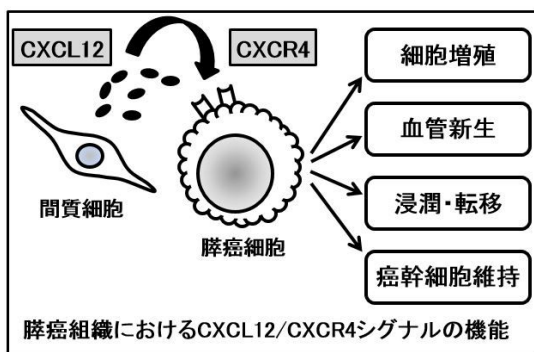 CXCL12
CXCR4
間質細胞
膵癌細胞
細胞増殖
血管新生
浸潤・転移
癌幹細胞維持
膵癌組織におけるCXCL12/CXCR4シグナルの機能